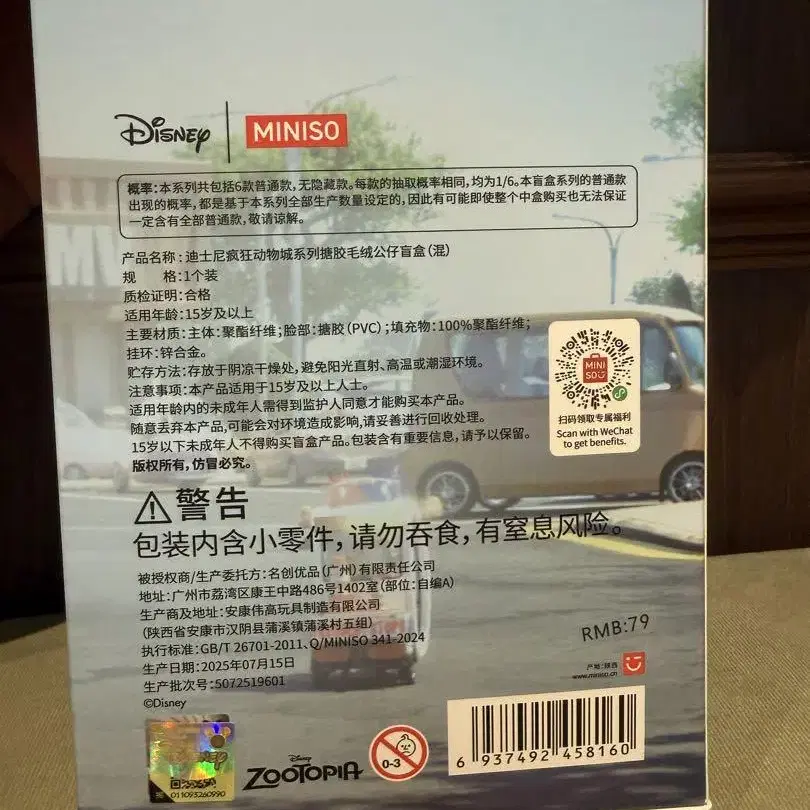 Disney
MINISO
概率:本系列共包括6款普通款,无隐藏款。每款的抽取概率相同,均为1/6。本盲盒系列的普通款
出现的概率,都是基于本系列全部生产数量设定的,因此有可能即使整个中盒购买也无法保证
一定含有全部普通款,敬请谅解。
产品名称:迪士尼疯狂动物城系列搪胶毛绒公仔盲盒(混)
规 格:1个装
质检证明:合格
适用年龄:15岁及以上
主要材质:主体:聚酯纤维;脸部:搪胶(PVC);填充物:100%聚酯纤维;
挂环:锌合金。
贮存方法:存放于阴凉干燥处,避免阳光直射、高温或潮湿环境。
注意事项:本产品适用于15岁及以上人士。
适用年龄内的未成年人需得到监护人同意才能购买本产品。
随意丢弃本产品,可能会对环境造成影响,请妥善进行回收处理。
15岁以下未成年人不得购买盲盒产品。包装含有重要信息,请予以保留。
版权所有,仿冒必究。
MINI
SO
扫码领取专属福利
Scan with WeChat
to get benefits.
警告
包装内含小零件,请勿吞食,有窒息风险。
被授权商/生产委托方:名创优品(广州)有限责任公司
地址:广州市荔湾区康王中路486号1402室(部位:自编A)
生产商及地址:安康伟高玩具制造有限公司
(陕西省安康市汉阴县蒲溪镇蒲溪村五组)
执行标准:GB/T 26701-2011、Q/MINISO 341-2024
生产日期:2025年07月15日
生产批次号:5072519601
©Disney
RMB:79
产地:陕西
www.miniso.cn
011093260990
Disney
ZOOTOPIA
0-3
6 937492 458160